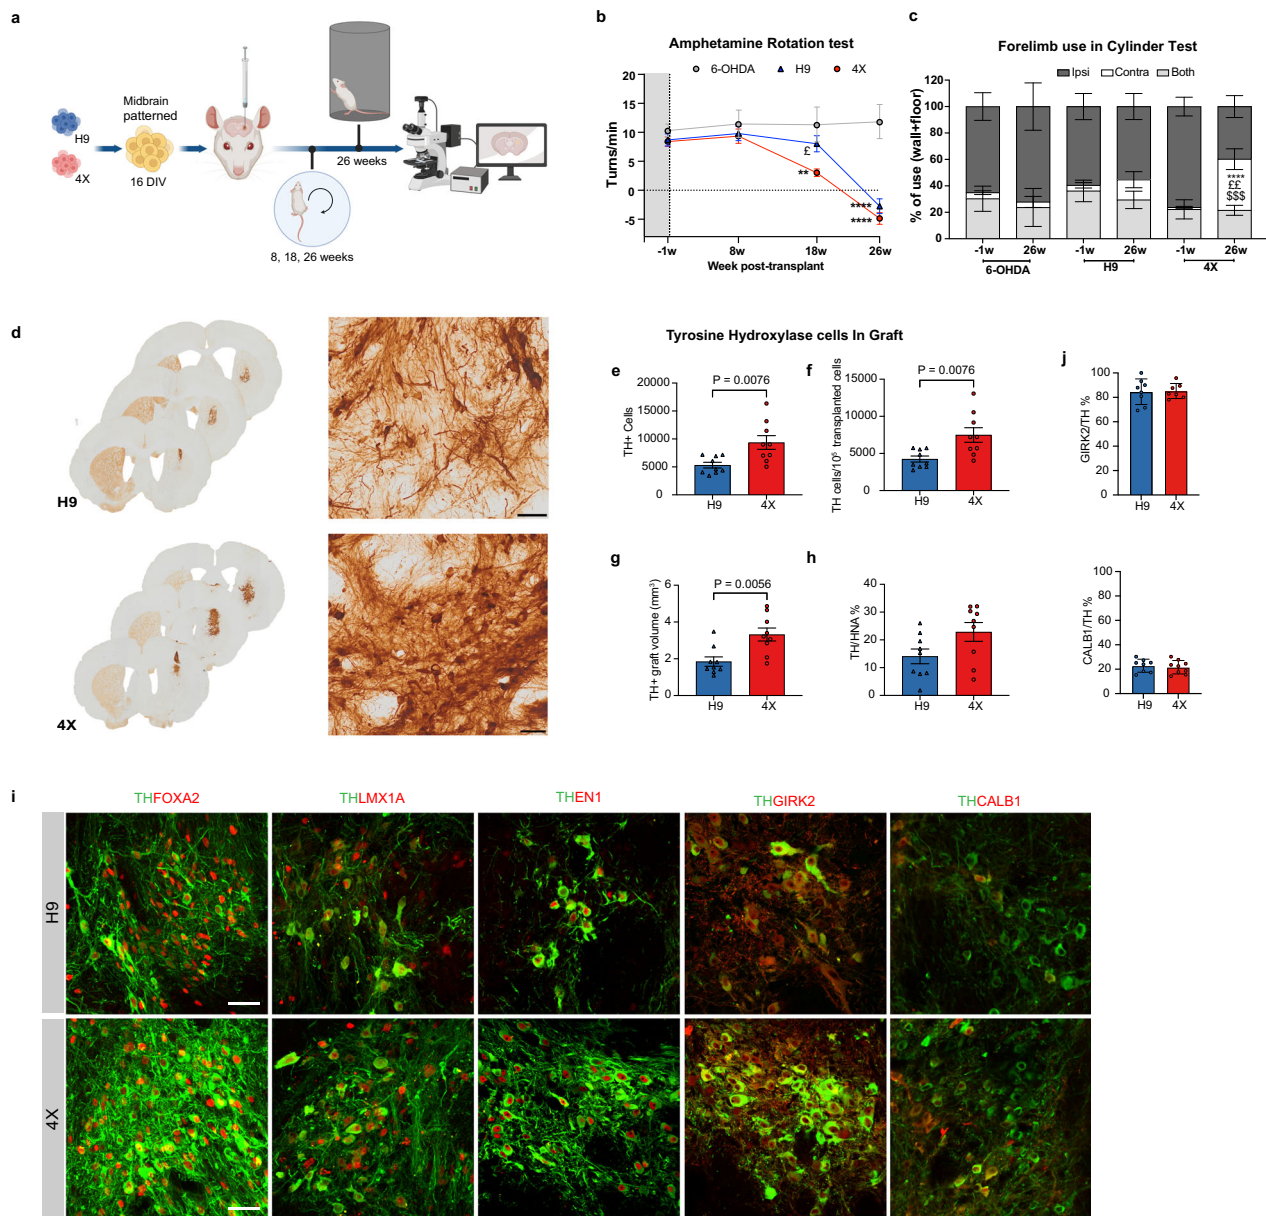 a
H9
4X
Midbrain
patterned
16 DIV
26 weeks
8, 18, 26 weeks
b
Amphetamine Rotation test
6-OHDA H9 4X
Turns/min
20
15
10
5
0
-5
£
**
****
****
-1w 8w 18w 26w
Week post-transplant
c
Forelimb use in Cylinder Test
Ipsi Contra Both
% of use (wall+floor)
120
100
80
60
40
20
0
****
££
$$$
-1w 26w -1w 26w -1w 26w
6-OHDA H9 4X
d
H9
4X
Tyrosine Hydroxylase cells In Graft
e
P = 0.0076
TH+ Cells
20000
15000
10000
5000
0
H9 4X
f
P = 0.0076
TH cells/10⁵ transplanted cells
15000
10000
5000
0
H9 4X
j
GIRK2/TH %
100
80
60
40
20
0
H9 4X
g
P = 0.0056
TH+ graft volume (mm³)
6
4
2
0
H9 4X
h
TH/HNA %
40
30
20
10
0
H9 4X
CALB1/TH %
100
80
60
40
20
0
H9 4X
i
THFOXA2 THLMX1A THEN1 THGIRK2 THCALB1
H9
4X